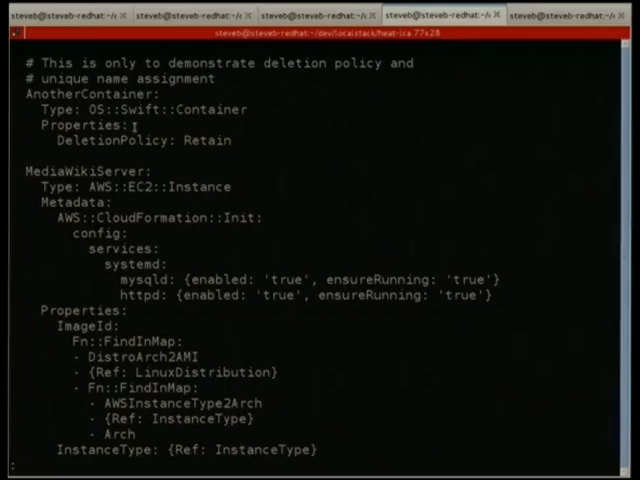 steveb@steveb-redhat:~/
steveb@steveb-redhat:~/
steveb@steveb-redhat:~/
steveb@steveb-redhat:~/
steveb@steveb-redhat:~/
steveb@steveb-redhat:~/dev/localstack/heat-jca 77x28
# This is only to demonstrate deletion policy and
# unique name assignment
AnotherContainer:
Type: OS::Swift::Container
Properties:
DeletionPolicy: Retain
MediaWikiServer:
Type: AWS::EC2::Instance
Metadata:
AWS::CloudFormation::Init:
config:
services:
systemd:
mysqld: {enabled: 'true', ensureRunning: 'true'}
httpd: {enabled: 'true', ensureRunning: 'true'}
Properties:
ImageId:
Fn::FindInMap:
- DistroArch2AMI
- {Ref: LinuxDistribution}
- Fn::FindInMap:
- AWSInstanceType2Arch
- {Ref: InstanceType}
- Arch
InstanceType: {Ref: InstanceType}
: